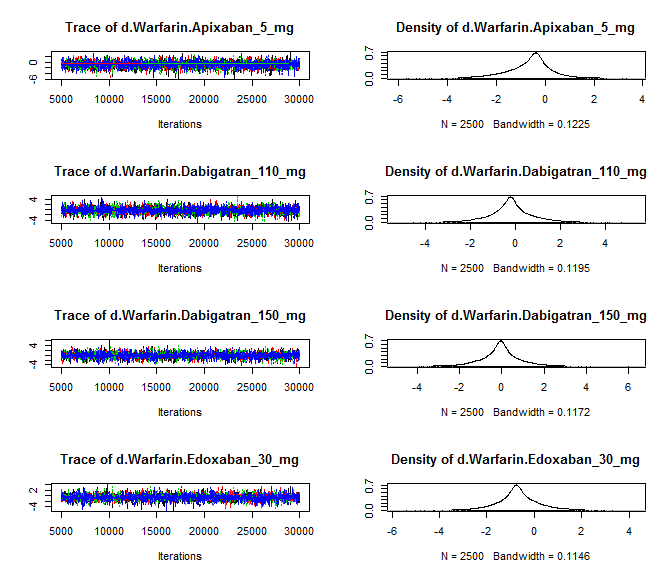 Trace of d.Warfarin.Apixaban_5_mg
0
-6
5000 10000 15000 20000 25000 30000
Iterations
Density of d.Warfarin.Apixaban_5_mg
0.7
0.0
-6 -4 -2 0 2 4
N = 2500 Bandwidth = 0.1225
Trace of d.Warfarin.Dabigatran_110_mg
4
-4
5000 10000 15000 20000 25000 30000
Iterations
Density of d.Warfarin.Dabigatran_110_mg
0.7
0.0
-4 -2 0 2 4
N = 2500 Bandwidth = 0.1195
Trace of d.Warfarin.Dabigatran_150_mg
4
-4
5000 10000 15000 20000 25000 30000
Iterations
Density of d.Warfarin.Dabigatran_150_mg
0.7
0.0
-4 -2 0 2 4 6
N = 2500 Bandwidth = 0.1172
Trace of d.Warfarin.Edoxaban_30_mg
2
-4
5000 10000 15000 20000 25000 30000
Iterations
Density of d.Warfarin.Edoxaban_30_mg
0.7
0.0
-6 -4 -2 0 2 4
N = 2500 Bandwidth = 0.1146